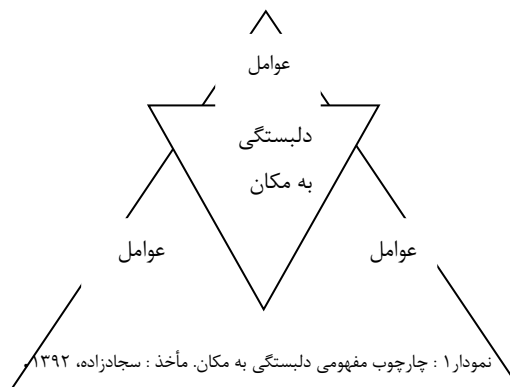 عوامل
دلبستگی
به مکان
عوامل
عوامل
نمودار۱ : چارچوب مفهومی دلبستگی به مکان. مأخذ : سجادزاده، ۱۳۹۲.